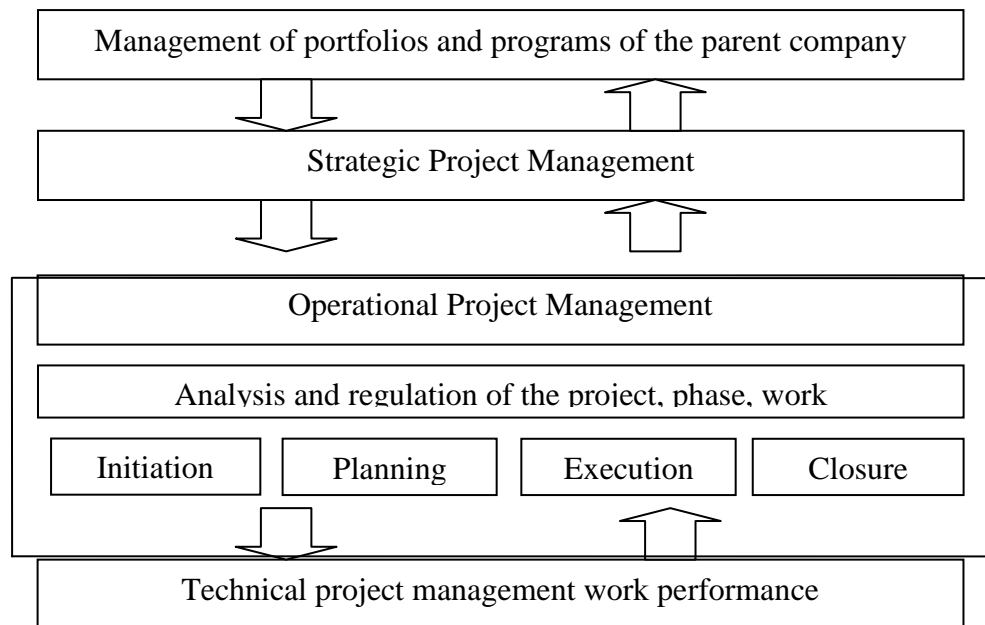 Management of portfolios and programs of the parent company
Strategic Project Management
Operational Project Management
Analysis and regulation of the project, phase, work
Initiation
Planning
Execution
Closure
Technical project management work performance